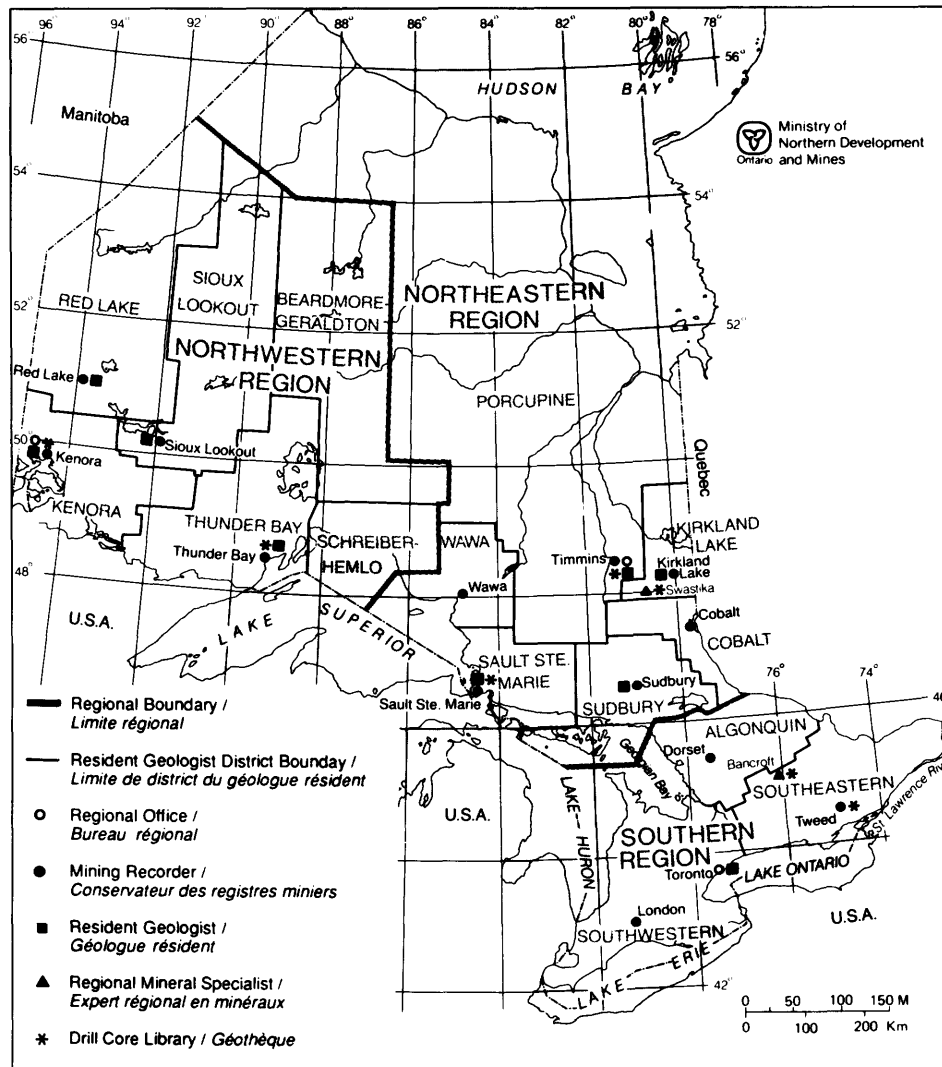 96 94 92 90 88 86 84 82 80 78
56°
56°
HUDSON BAY
Manitoba
Ontario
Ministry of
Northern Development
and Mines
54
54°
SIOUX
LOOKOUT
RED LAKE
BEARDMORE-
GERALDTON
NORTHEASTERN
REGION
52
52°
NORTHWESTERN
REGION
Red Lake
PORCUPINE
50
50°
Sioux Lookout
Kenora
Quebec
KENORA
THUNDER BAY
Thunder Bay
SCHREIBER-
HEMLO
WAWA
Wawa
KIRKLAND
LAKE
Timmins
Kirkland
Lake
Swastika
48
U.S.A.
LAKE SUPERIOR
Cobalt
COBALT
76° 74°
SAULT STE.
MARIE
Sault Ste. Marie
Sudbury
SUDBURY
46°
ALGONQUIN
Dorset
Bancroft
Georgian Bay
SOUTHEASTERN
Tweed
St. Lawrence River
U.S.A.
LAKE HURON
SOUTHERN
REGION
Toronto
LAKE ONTARIO
U.S.A.
London
SOUTHWESTERN
LAKE ERIE
42°
Regional Boundary /
Limite régional
Resident Geologist District Bounday /
Limite de district du géologue résident
Regional Office /
Bureau régional
Mining Recorder /
Conservateur des registres miniers
Resident Geologist /
Géologue résident
Regional Mineral Specialist /
Expert régional en minéraux
Drill Core Library / Géothèque
0 50 100 150 M
0 100 200 Km